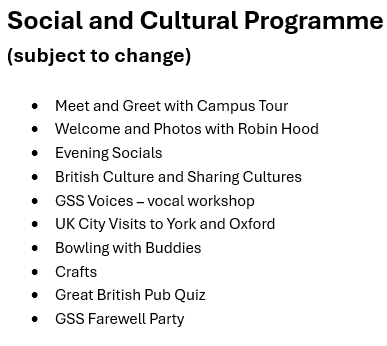 Social and Cultural Programme
(subject to change)
• Meet and Greet with Campus Tour
• Welcome and Photos with Robin Hood
• Evening Socials
• British Culture and Sharing Cultures
• GSS Voices – vocal workshop
• UK City Visits to York and Oxford
• Bowling with Buddies
• Crafts
• Great British Pub Quiz
• GSS Farewell Party